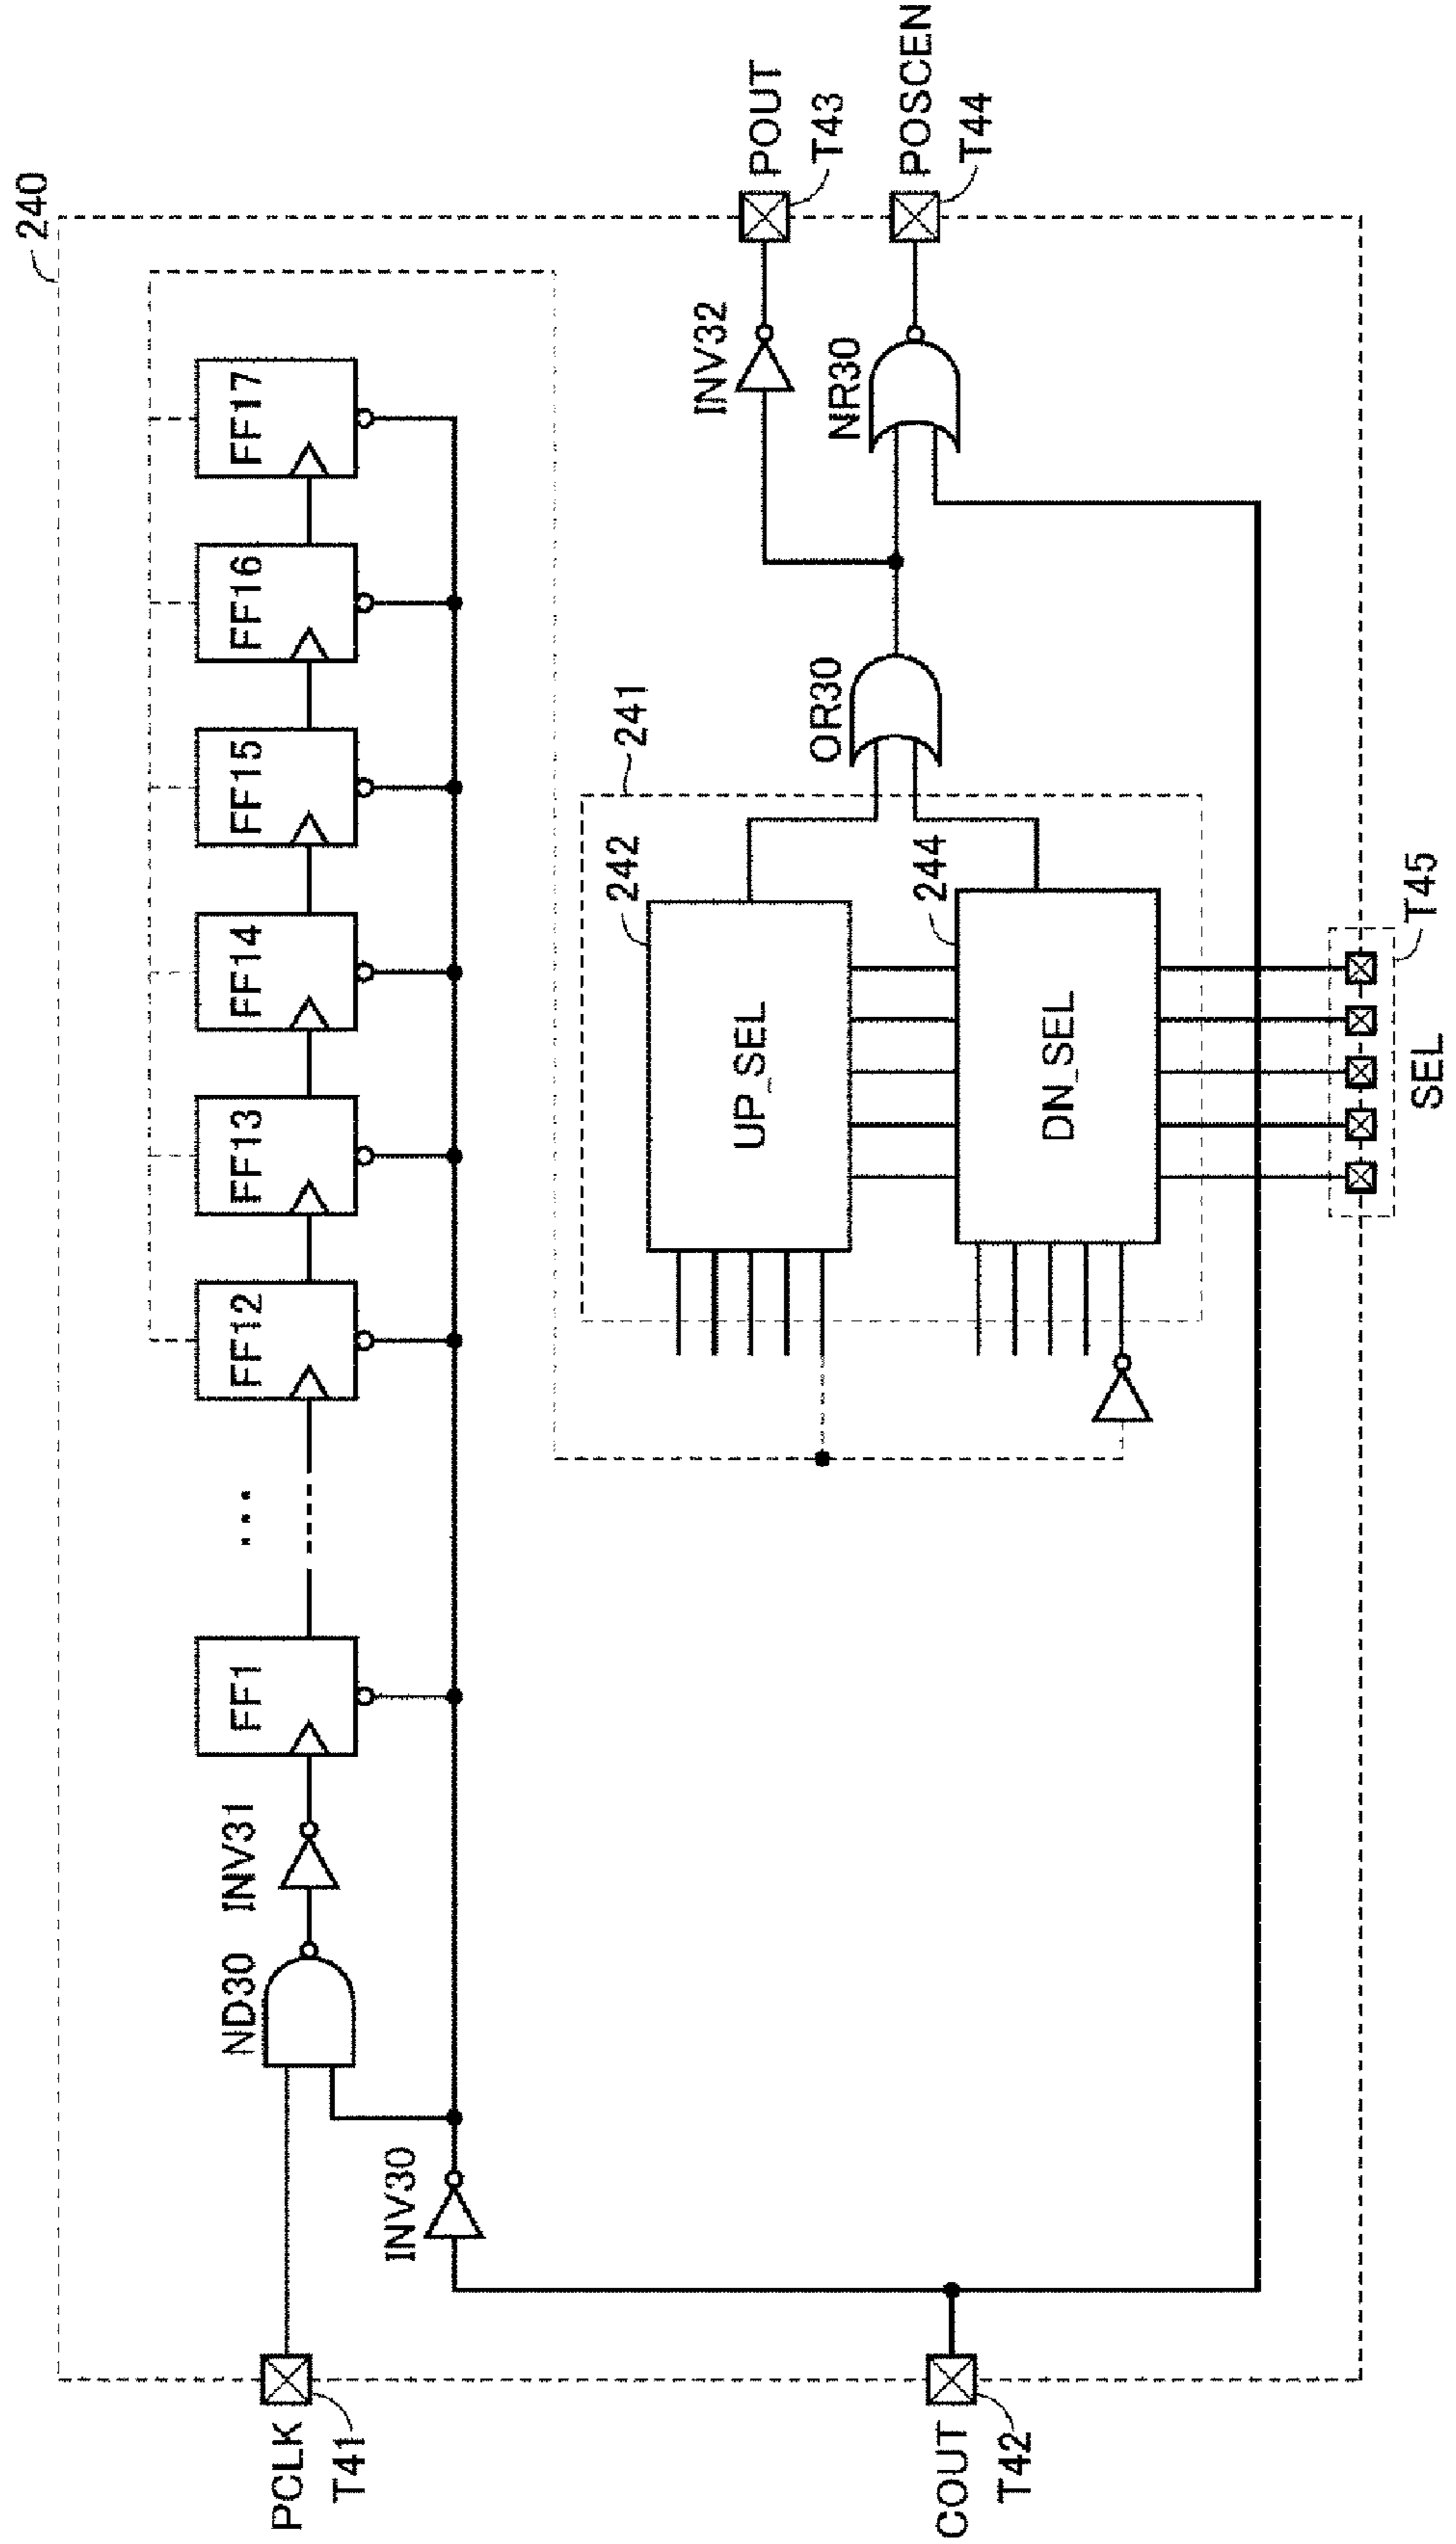 240
PCLK
T41
ND30
INV31
FF1
...
FF12
FF13
FF14
FF15
FF16
FF17
INV30
241
242
UP_SEL
244
DN_SEL
OR30
INV32
NR30
POUT
T43
POSCEN
T44
COUT
T42
SEL
T45